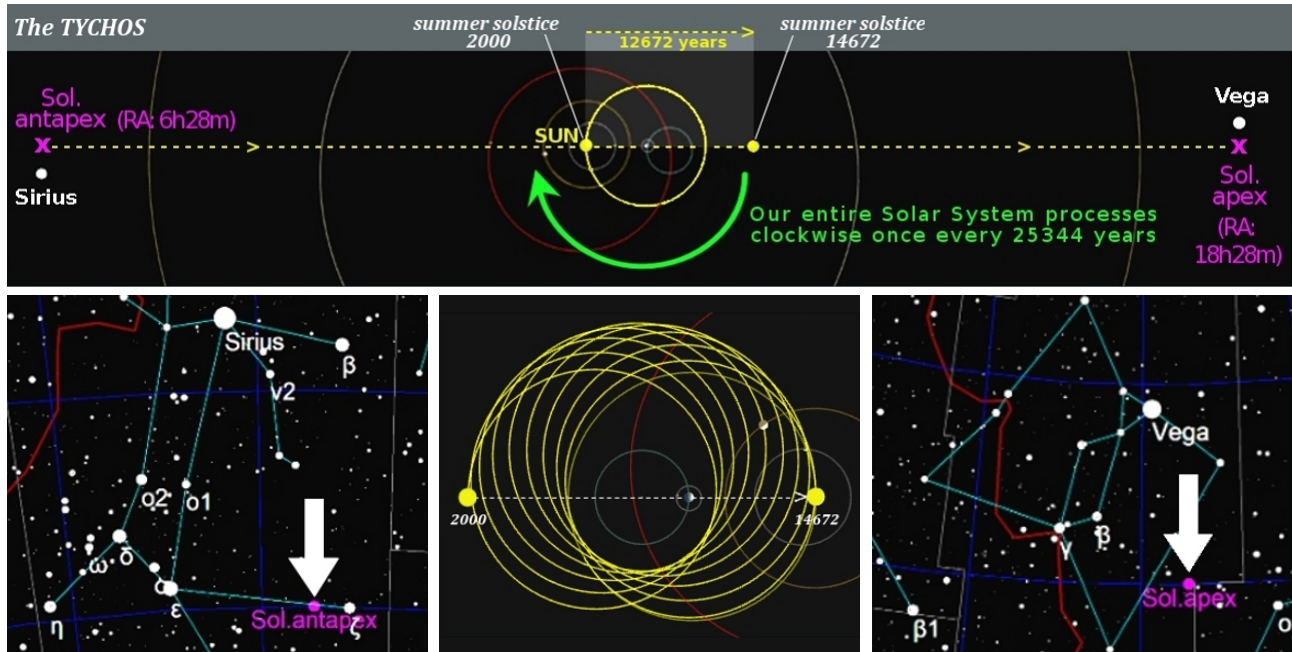 The TYCHOS
summer solstice
2000
12672 years
summer solstice
14672
Sol.
antapex (RA: 6h28m)
x
Sirius
SUN
Vega
x
Sol.
apex
(RA:
18h28m)
Our entire Solar System processes
clockwise once every 25344 years
Sirius
β
ν2
ο2
ο1
ω
δ
ε
η
Sol.antapex
ζ
2000
14672
Vega
β
γ
Sol.apex
β1
ο